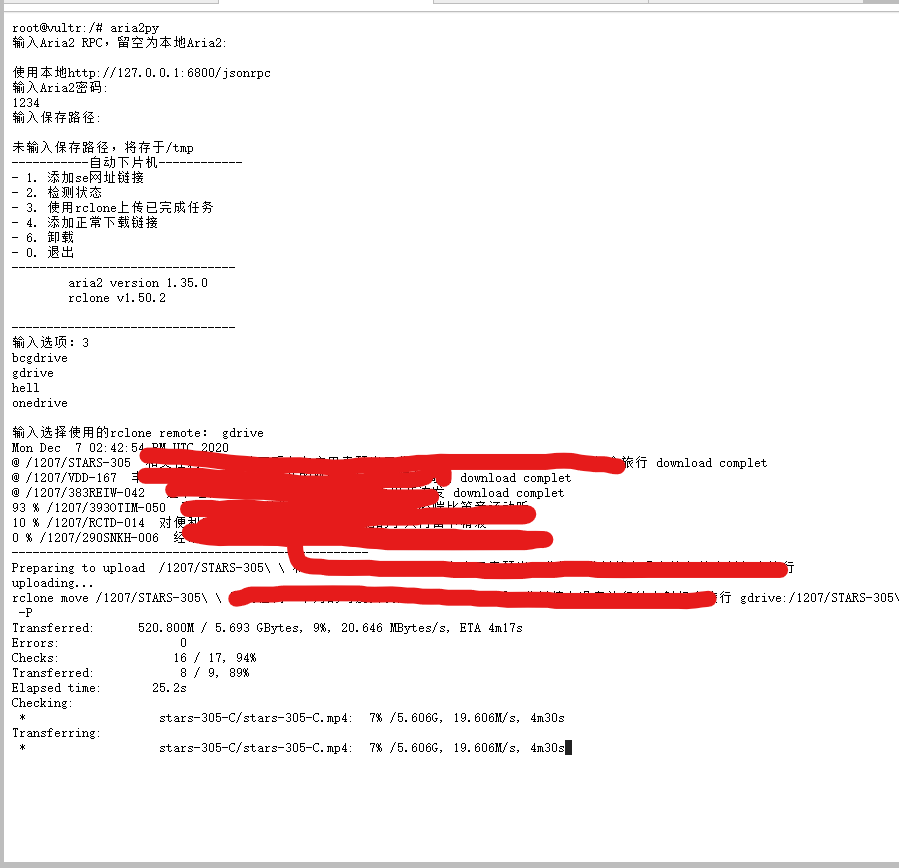 root@vultr:/# aria2py
输入Aria2 RPC, 留空为本地Aria2:
使用本地http://127.0.0.1:6800/jsonrpc
输入Aria2密码:
1234
输入保存路径:
未输入保存路径, 将存于/tmp
-----------自动下片机------------
- 1. 添加se网址链接
- 2. 检测状态
- 3. 使用rclone上传已完成任务
- 4. 添加正常下载链接
- 6. 卸载
- 0. 退出
--------------------------------
aria2 version 1.35.0
rclone v1.50.2
--------------------------------
输入选项: 3
bcgdrive
gdrive
hell
onedrive
输入选择使用的rclone remote: gdrive
Mon Dec 7 02:42:54 PM UTC 2020
@ /1207/STARS-305 旅行 download complet
@ /1207/VDD-167 download complet
@ /1207/383REIW-042 download complet
93 % /1207/393OTIM-050
10 % /1207/RCTD-014 对便利
0 % /1207/290SNKH-006
---------------------------------------------------
Preparing to upload /1207/STARS-305\ \ 行
uploading...
rclone move /1207/STARS-305\ \ 行 gdrive:/1207/STARS-305\
-P
Transferred: 520.800M / 5.693 GBytes, 9%, 20.646 MBytes/s, ETA 4m17s
Errors: 0
Checks: 16 / 17, 94%
Transferred: 8 / 9, 89%
Elapsed time: 25.2s
Checking:
* stars-305-C/stars-305-C.mp4: 7% /5.606G, 19.606M/s, 4m30s
Transferring:
* stars-305-C/stars-305-C.mp4: 7% /5.606G, 19.606M/s, 4m30s